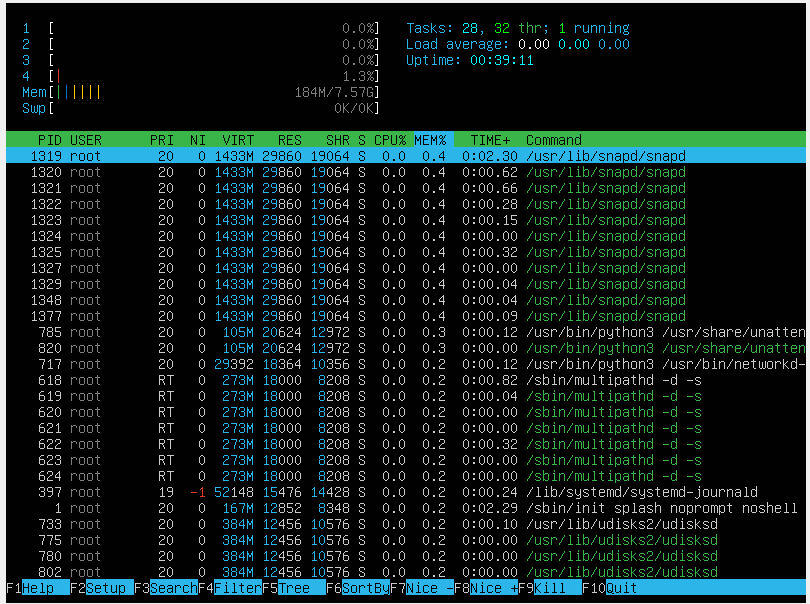 1 [ 0.0%] Tasks: 28, 32 thr; 1 running
2 [ 0.0%] Load average: 0.00 0.00 0.00
3 [ 0.0%] Uptime: 00:39:11
4 [| 1.3%]
Mem[|||||| 184M/7.57G]
Swp[ 0K/0K]
PID USER PRI NI VIRT RES SHR S CPU% MEM% TIME+ Command
1319 root 20 0 1433M 29860 19064 S 0.0 0.4 0:02.30 /usr/lib/snapd/snapd
1320 root 20 0 1433M 29860 19064 S 0.0 0.4 0:00.62 /usr/lib/snapd/snapd
1321 root 20 0 1433M 29860 19064 S 0.0 0.4 0:00.66 /usr/lib/snapd/snapd
1322 root 20 0 1433M 29860 19064 S 0.0 0.4 0:00.28 /usr/lib/snapd/snapd
1323 root 20 0 1433M 29860 19064 S 0.0 0.4 0:00.15 /usr/lib/snapd/snapd
1324 root 20 0 1433M 29860 19064 S 0.0 0.4 0:00.00 /usr/lib/snapd/snapd
1325 root 20 0 1433M 29860 19064 S 0.0 0.4 0:00.32 /usr/lib/snapd/snapd
1327 root 20 0 1433M 29860 19064 S 0.0 0.4 0:00.00 /usr/lib/snapd/snapd
1329 root 20 0 1433M 29860 19064 S 0.0 0.4 0:00.04 /usr/lib/snapd/snapd
1348 root 20 0 1433M 29860 19064 S 0.0 0.4 0:00.04 /usr/lib/snapd/snapd
1377 root 20 0 1433M 29860 19064 S 0.0 0.4 0:00.09 /usr/lib/snapd/snapd
785 root 20 0 105M 20624 12972 S 0.0 0.3 0:00.12 /usr/bin/python3 /usr/share/unatten
820 root 20 0 105M 20624 12972 S 0.0 0.3 0:00.00 /usr/bin/python3 /usr/share/unatten
717 root 20 0 29392 18364 10356 S 0.0 0.2 0:00.12 /usr/bin/python3 /usr/bin/networkd-
618 root RT 0 273M 18000 8208 S 0.0 0.2 0:00.82 /sbin/multipathd -d -s
619 root RT 0 273M 18000 8208 S 0.0 0.2 0:00.04 /sbin/multipathd -d -s
620 root RT 0 273M 18000 8208 S 0.0 0.2 0:00.00 /sbin/multipathd -d -s
621 root RT 0 273M 18000 8208 S 0.0 0.2 0:00.00 /sbin/multipathd -d -s
622 root RT 0 273M 18000 8208 S 0.0 0.2 0:00.32 /sbin/multipathd -d -s
623 root RT 0 273M 18000 8208 S 0.0 0.2 0:00.00 /sbin/multipathd -d -s
624 root RT 0 273M 18000 8208 S 0.0 0.2 0:00.00 /sbin/multipathd -d -s
397 root 19 -1 52148 15476 14428 S 0.0 0.2 0:00.24 /lib/systemd/systemd-journald
1 root 20 0 167M 12852 8348 S 0.0 0.2 0:02.29 /sbin/init splash noprompt noshell
733 root 20 0 384M 12456 10576 S 0.0 0.2 0:00.10 /usr/lib/udisks2/udisksd
775 root 20 0 384M 12456 10576 S 0.0 0.2 0:00.00 /usr/lib/udisks2/udisksd
780 root 20 0 384M 12456 10576 S 0.0 0.2 0:00.00 /usr/lib/udisks2/udisksd
802 root 20 0 384M 12456 10576 S 0.0 0.2 0:00.00 /usr/lib/udisks2/udisksd
F1Help F2Setup F3SearchF4FilterF5Tree F6SortByF7Nice -F8Nice +F9Kill F10Quit